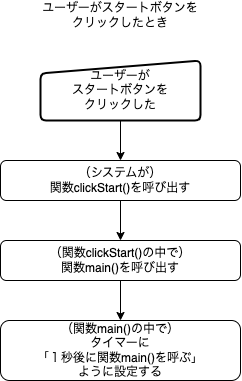 ユーザーがスタートボタンを
クリックしたとき
ユーザーが
スタートボタンを
クリックした
（システムが）
関数clickStart()を呼び出す
（関数clickStart()の中で）
関数main()を呼び出す
（関数main()の中で）
タイマーに
「１秒後に関数main()を呼ぶ」
ように設定する